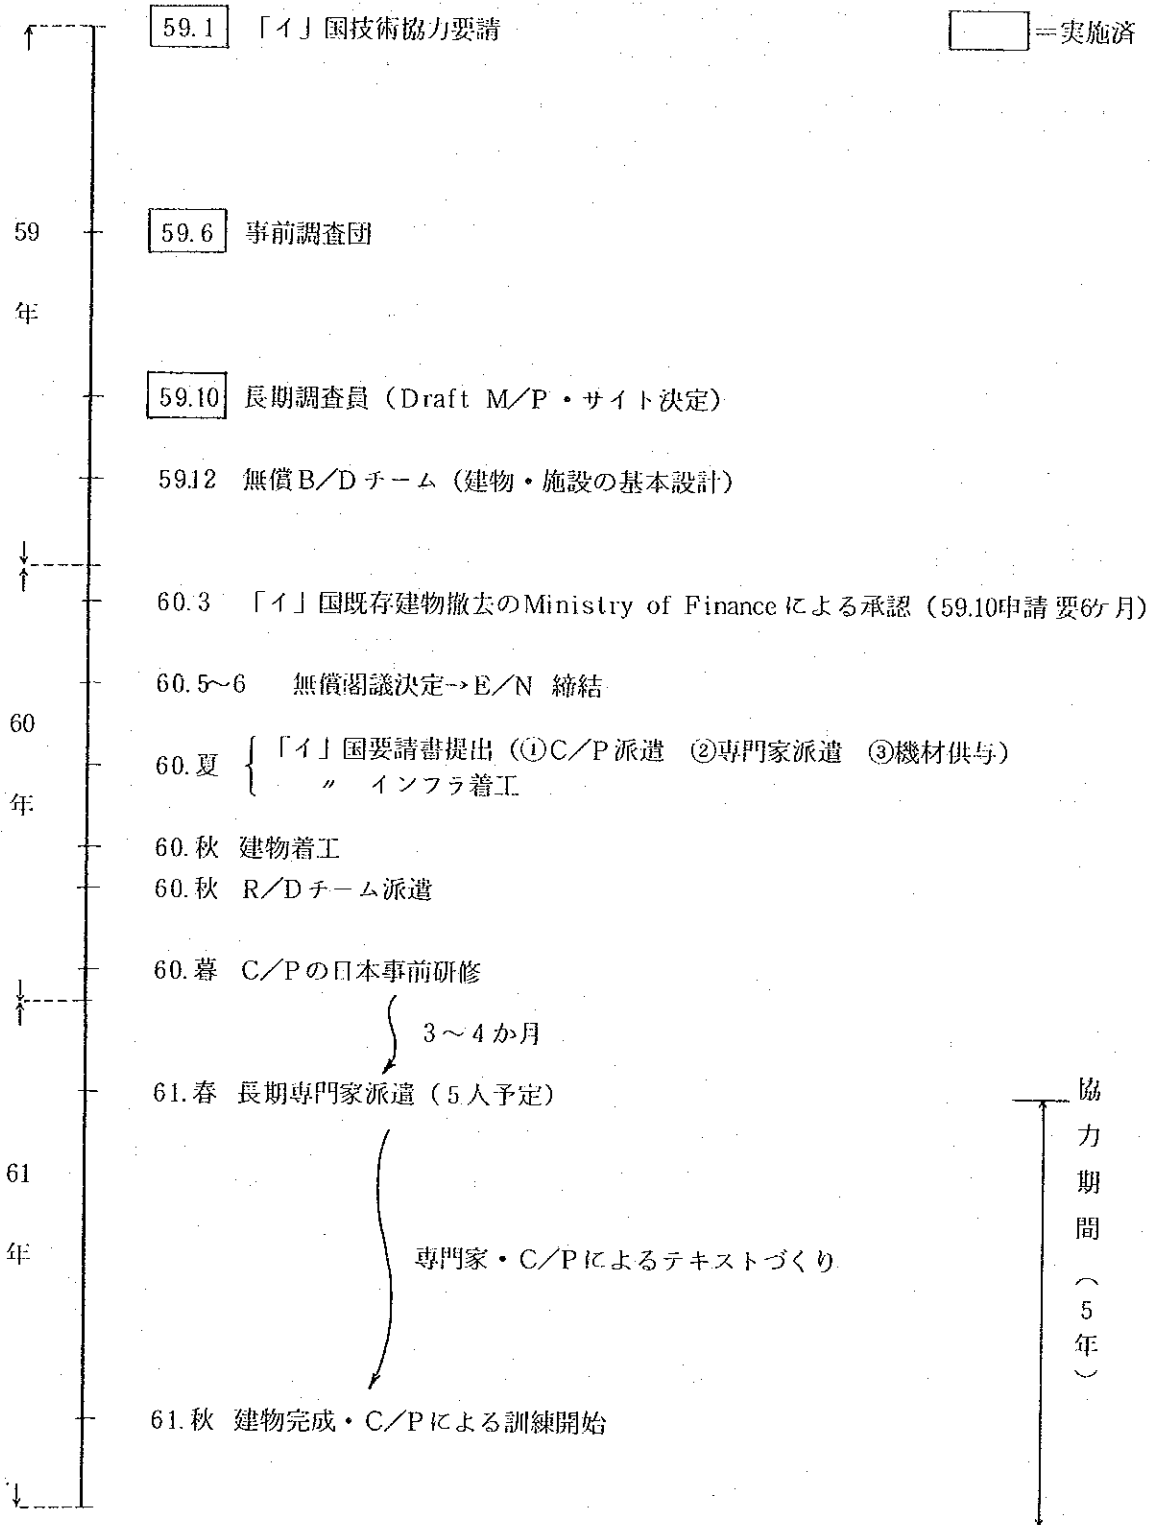 59.1 「イ」国技術協力要請
=実施済
59
年
59.6 事前調査団
59.10 長期調査員（Draft M／P・サイト決定）
59.12 無償B／Dチーム（建物・施設の基本設計）
60.3 「イ」国既存建物撤去のMinistry of Financeによる承認（59.10申請 要6ケ月）
60.5～6 無償閣議決定→E／N 締結
60
年
60.夏 「イ」国要請書提出（①C／P派遣 ②専門家派遣 ③機材供与）
〃 インフラ着工
60.秋 建物着工
60.秋 R／Dチーム派遣
60.暮 C／Pの日本事前研修
3～4か月
61.春 長期専門家派遣（5人予定）
61
年
専門家・C／Pによるテキストづくり
61.秋 建物完成・C／Pによる訓練開始
協力期間（5年）